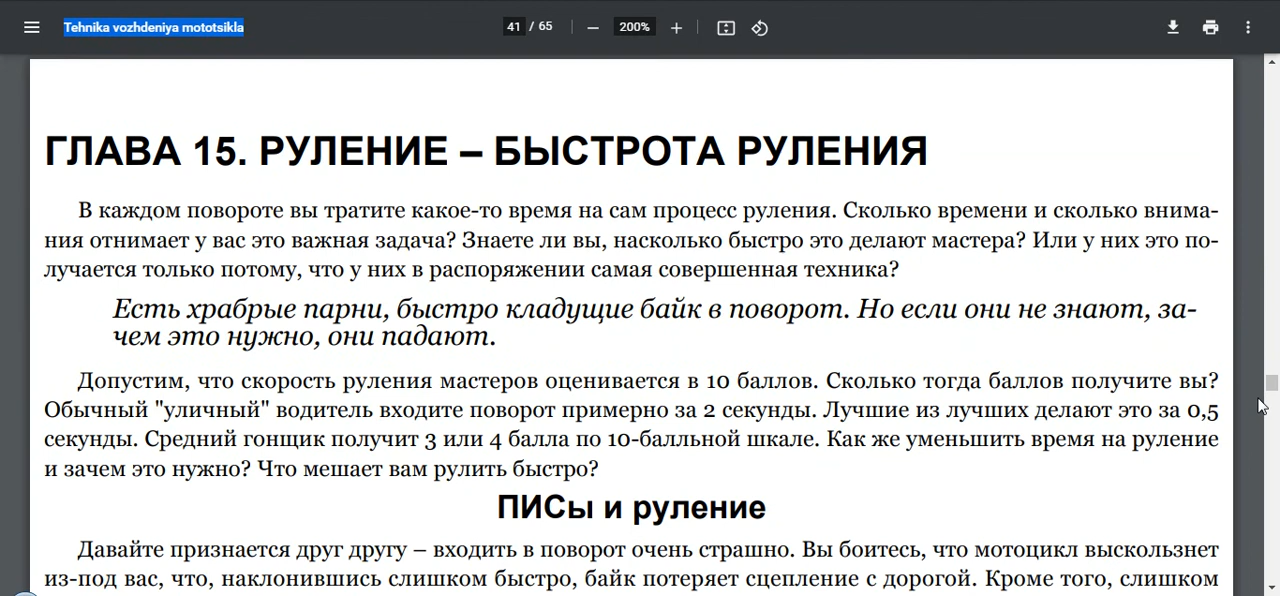 Tehnika vozhdeniya mototsikla
41 / 65
200%
ГЛАВА 15. РУЛЕНИЕ – БЫСТРОТА РУЛЕНИЯ
В каждом повороте вы тратите какое-то время на сам процесс руления. Сколько времени и сколько внима-
ния отнимает у вас это важная задача? Знаете ли вы, насколько быстро это делают мастера? Или у них это по-
лучается только потому, что у них в распоряжении самая совершенная техника?
Есть храбрые парни, быстро кладущие байк в поворот. Но если они не знают, за-
чем это нужно, они падают.
Допустим, что скорость руления мастеров оценивается в 10 баллов. Сколько тогда баллов получите вы?
Обычный "уличный" водитель входите поворот примерно за 2 секунды. Лучшие из лучших делают это за 0,5
секунды. Средний гонщик получит 3 или 4 балла по 10-балльной шкале. Как же уменьшить время на руление
и зачем это нужно? Что мешает вам рулить быстро?
ПИСы и руление
Давайте признается друг другу – входить в поворот очень страшно. Вы боитесь, что мотоцикл выскользнет
из-под вас, что, наклонившись слишком быстро, байк потеряет сцепление с дорогой. Кроме того, слишком